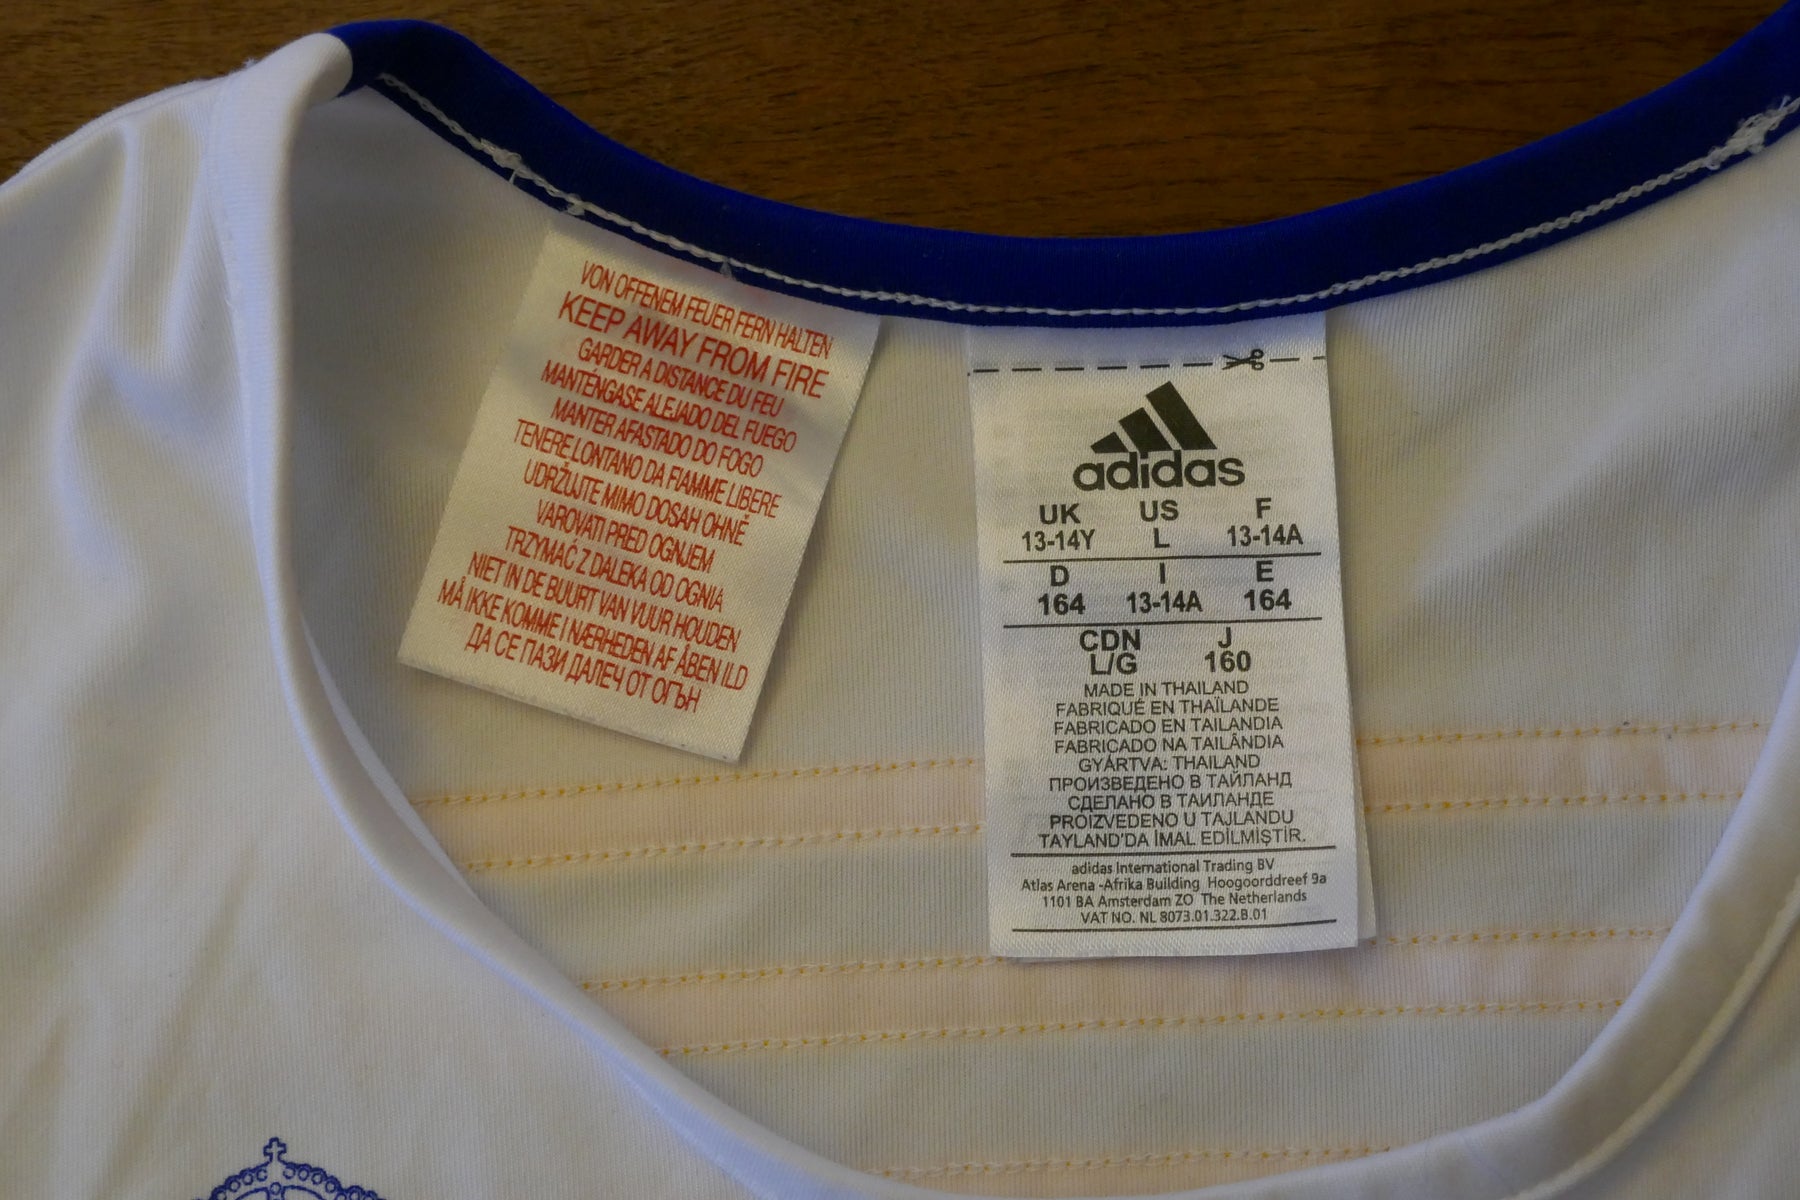 VON OFFENEM FEUER FERN HALTEN
KEEP AWAY FROM FIRE
GARDER A DISTANCE DU FEU
MANTÉNGASE ALEJADO DEL FUEGO
MANTER AFASTADO DO FOGO
TENERE LONTANO DA FIAMME LIBERE
UDRŽUJTE MIMO DOSAH OHNĚ
VAROVATI PRED OGNJEM
TRZYMAĆ Z DALEKA OD OGNIA
NIET IN DE BUURT VAN VUUR HOUDEN
MÅ IKKE KOMME I NÆRHEDEN AF ÅBEN ILD
ДА СЕ ПАЗИ ДАЛЕЧ ОТ ОГЪН
adidas
UK US F
13-14Y L 13-14A
D I E
164 13-14A 164
CDN J
L/G 160
MADE IN THAILAND
FABRIQUÉ EN THAÏLANDE
FABRICADO EN TAILANDIA
FABRICADO NA TAILÂNDIA
GYÁRTVA: THAILAND
ПРОИЗВЕДЕНО В ТАЙЛАНД
СДЕЛАНО В ТАИЛАНДЕ
PROIZVEDENO U TAJLANDU
TAYLAND'DA İMAL EDİLMİŞTİR.
adidas International Trading BV
Atlas Arena -Afrika Building Hoogoorddreef 9a
1101 BA Amsterdam ZO The Netherlands
VAT NO. NL 8073.01.322.B.01